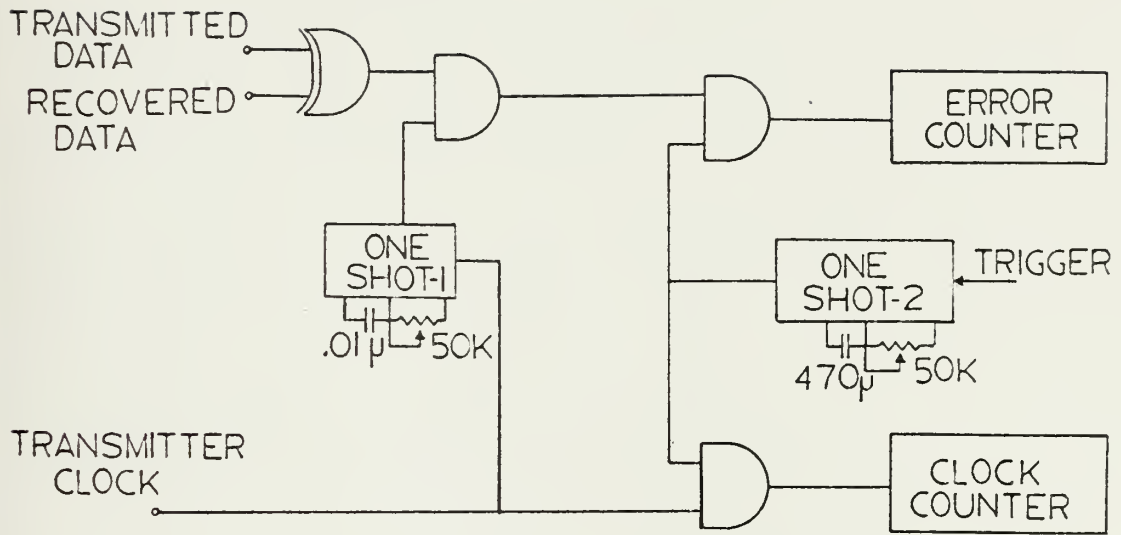 TRANSMITTED
DATA
RECOVERED
DATA
ERROR
COUNTER
ONE
SHOT-1
.01µ
50K
ONE
SHOT-2
TRIGGER
470µ
50K
TRANSMITTER
CLOCK
CLOCK
COUNTER